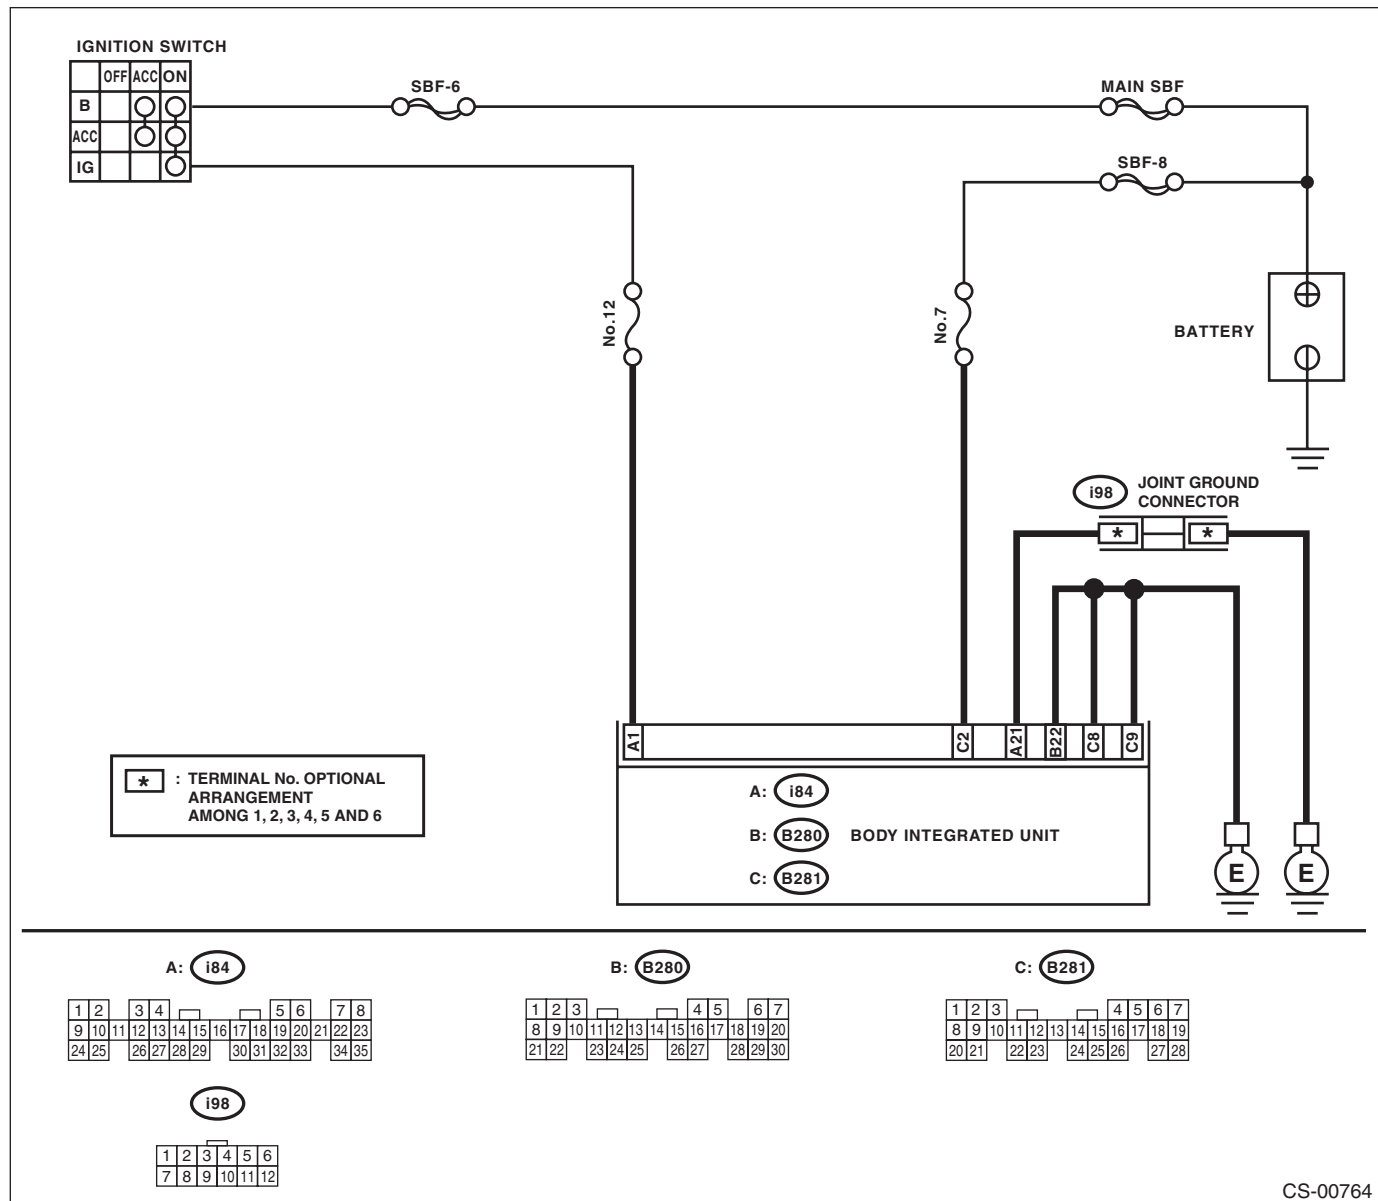 IGNITION SWITCH
OFF ACC ON
B
ACC
IG
SBF-6
MAIN SBF
SBF-8
No.12
No.7
BATTERY
i98 JOINT GROUND
CONNECTOR
* *
A1 C2 A21 B22 C8 C9
* : TERMINAL No. OPTIONAL
ARRANGEMENT
AMONG 1, 2, 3, 4, 5 AND 6
A: i84
B: B280 BODY INTEGRATED UNIT
C: B281
E E
A: i84
1 2 3 4 5 6 7 8
9 10 11 12 13 14 15 16 17 18 19 20 21 22 23
24 25 26 27 28 29 30 31 32 33 34 35
B: B280
1 2 3 4 5 6 7
8 9 10 11 12 13 14 15 16 17 18 19 20
21 22 23 24 25 26 27 28 29 30
C: B281
1 2 3 4 5 6 7
8 9 10 11 12 13 14 15 16 17 18 19
20 21 22 23 24 25 26 27 28
i98
1 2 3 4 5 6
7 8 9 10 11 12
CS-00764